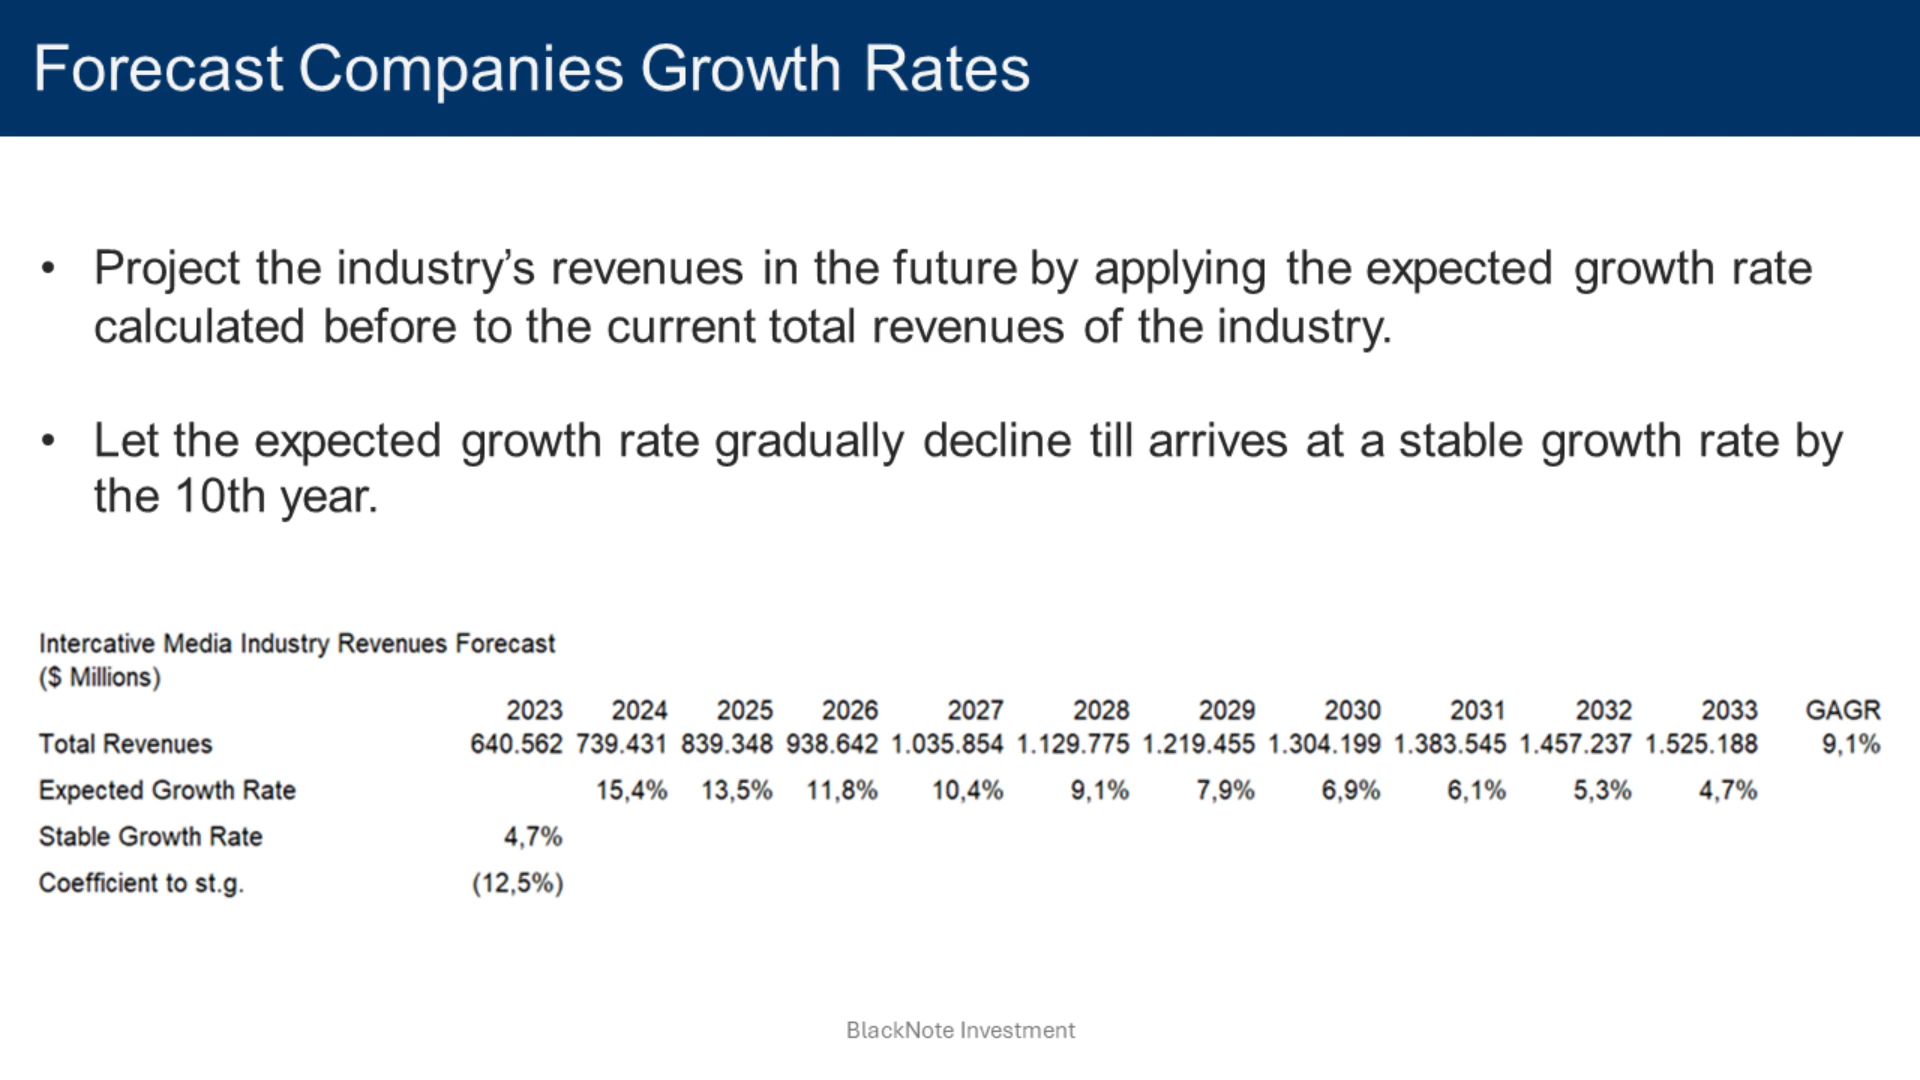 Forecast Companies Growth Rates
• Project the industry’s revenues in the future by applying the expected growth rate
calculated before to the current total revenues of the industry.
• Let the expected growth rate gradually decline till arrives at a stable growth rate by
the 10th year.
Intercative Media Industry Revenues Forecast
($ Millions)
2023 2024 2025 2026 2027 2028 2029 2030 2031 2032 2033 GAGR
Total Revenues 640.562 739.431 839.348 938.642 1.035.854 1.129.775 1.219.455 1.304.199 1.383.545 1.457.237 1.525.188 9,1%
Expected Growth Rate 15,4% 13,5% 11,8% 10,4% 9,1% 7,9% 6,9% 6,1% 5,3% 4,7%
Stable Growth Rate 4,7%
Coefficient to st.g. (12,5%)
BlackNote Investment